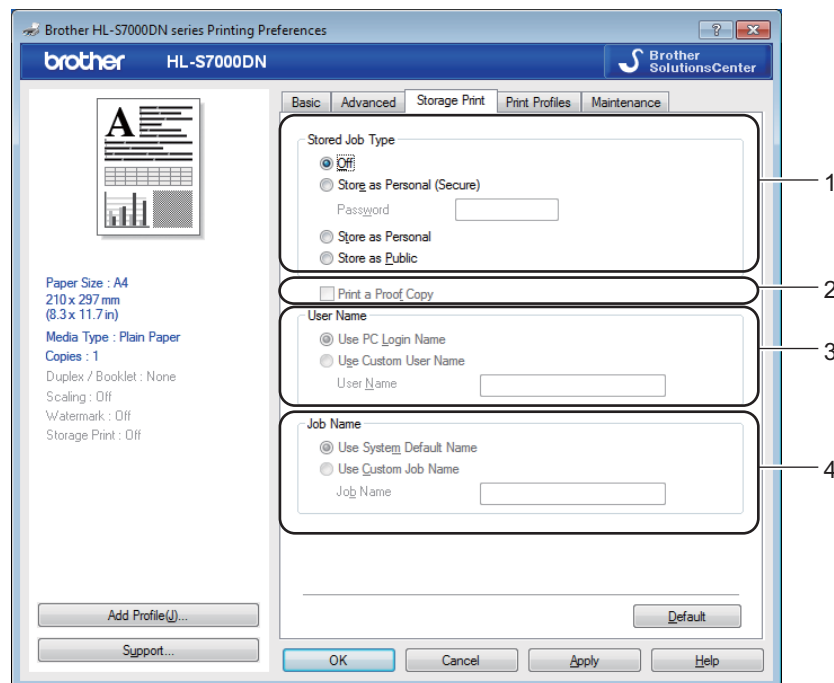 Brother HL-S7000DN series Printing Preferences
brother HL-S7000DN
Brother
SolutionsCenter
Basic Advanced Storage Print Print Profiles Maintenance
A
Stored Job Type
Off
Store as Personal (Secure)
Password
Store as Personal
Store as Public
1
Print a Proof Copy
2
User Name
Use PC Login Name
Use Custom User Name
User Name
3
Job Name
Use System Default Name
Use Custom Job Name
Job Name
4
Paper Size : A4
210 x 297 mm
(8.3 x 11.7 in)
Media Type : Plain Paper
Copies : 1
Duplex / Booklet : None
Scaling : Off
Watermark : Off
Storage Print : Off
Add Profile(J)...
Support...
Default
OK Cancel Apply Help